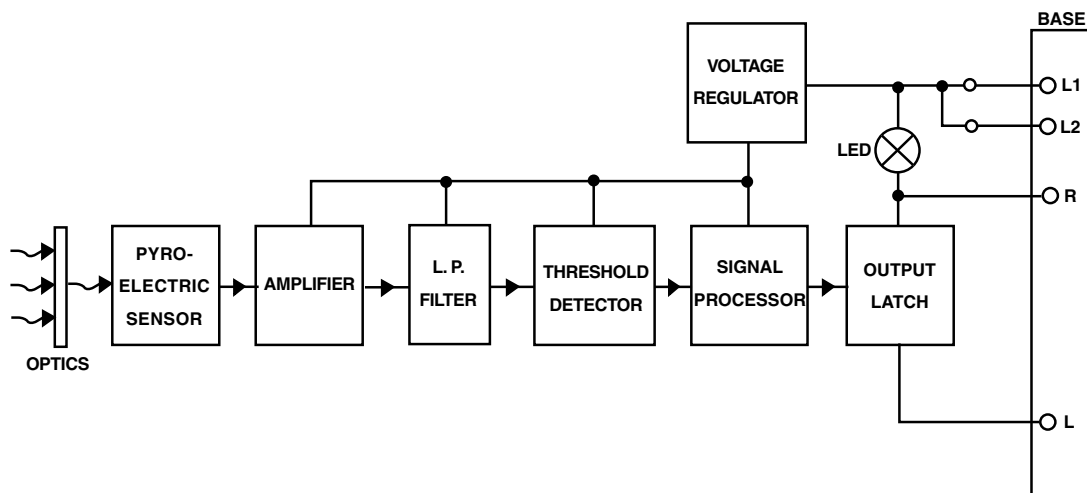 BASE
VOLTAGE
REGULATOR
L1
L2
LED
R
PYRO-
ELECTRIC
SENSOR
AMPLIFIER
L. P.
FILTER
THRESHOLD
DETECTOR
SIGNAL
PROCESSOR
OUTPUT
LATCH
OPTICS
L